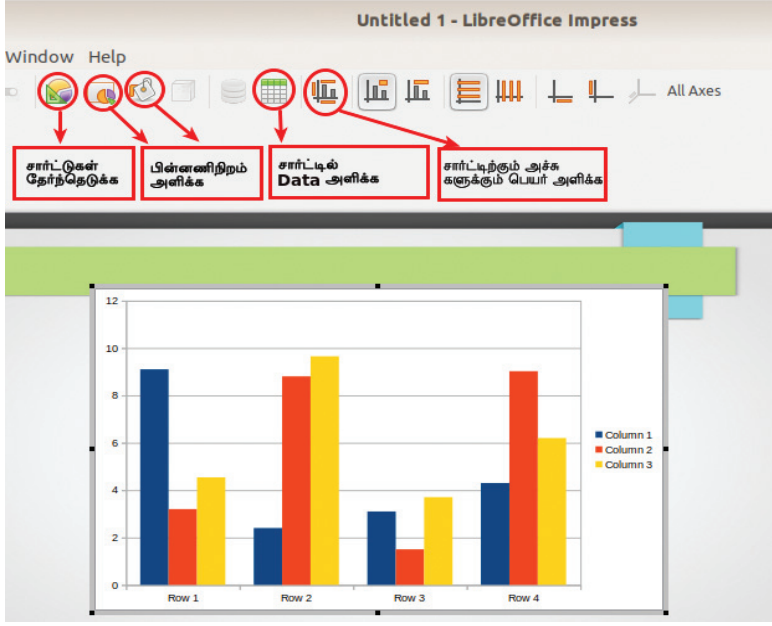 Untitled 1 - LibreOffice Impress
Window Help
All Axes
சார்ட்டுகள்
தேர்ந்தெடுக்க
பின்னணிநிறம்
அளிக்க
சார்ட்டில்
Data அளிக்க
சார்ட்டிற்கும் அச்சு
களுக்கும் பெயர் அளிக்க
12
10
8
6
4
2
0
Row 1 Row 2 Row 3 Row 4
Column 1
Column 2
Column 3